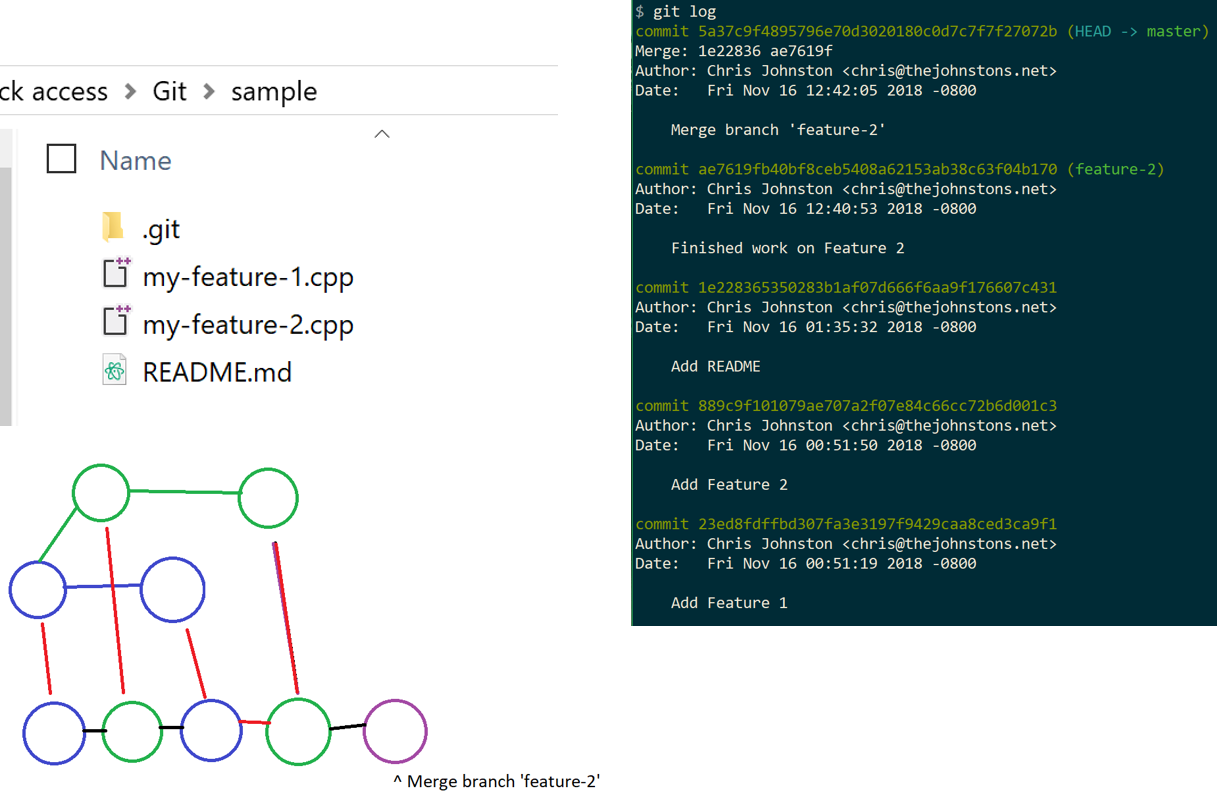 ck access > Git > sample
Name
.git
my-feature-1.cpp
my-feature-2.cpp
README.md
^ Merge branch 'feature-2'
$ git log
commit 5a37c9f4895796e70d3020180c0d7c7f7f27072b (HEAD -> master)
Merge: 1e22836 ae7619f
Author: Chris Johnston <chris@thejohnstons.net>
Date:   Fri Nov 16 12:42:05 2018 -0800
Merge branch 'feature-2'
commit ae7619fb40bf8ceb5408a62153ab38c63f04b170 (feature-2)
Author: Chris Johnston <chris@thejohnstons.net>
Date:   Fri Nov 16 12:40:53 2018 -0800
Finished work on Feature 2
commit 1e228365350283b1af07d666f6aa9f176607c431
Author: Chris Johnston <chris@thejohnstons.net>
Date:   Fri Nov 16 01:35:32 2018 -0800
Add README
commit 889c9f101079ae707a2f07e84c66cc72b6d001c3
Author: Chris Johnston <chris@thejohnstons.net>
Date:   Fri Nov 16 00:51:50 2018 -0800
Add Feature 2
commit 23ed8fdffbd307fa3e3197f9429caa8ced3ca9f1
Author: Chris Johnston <chris@thejohnstons.net>
Date:   Fri Nov 16 00:51:19 2018 -0800
Add Feature 1